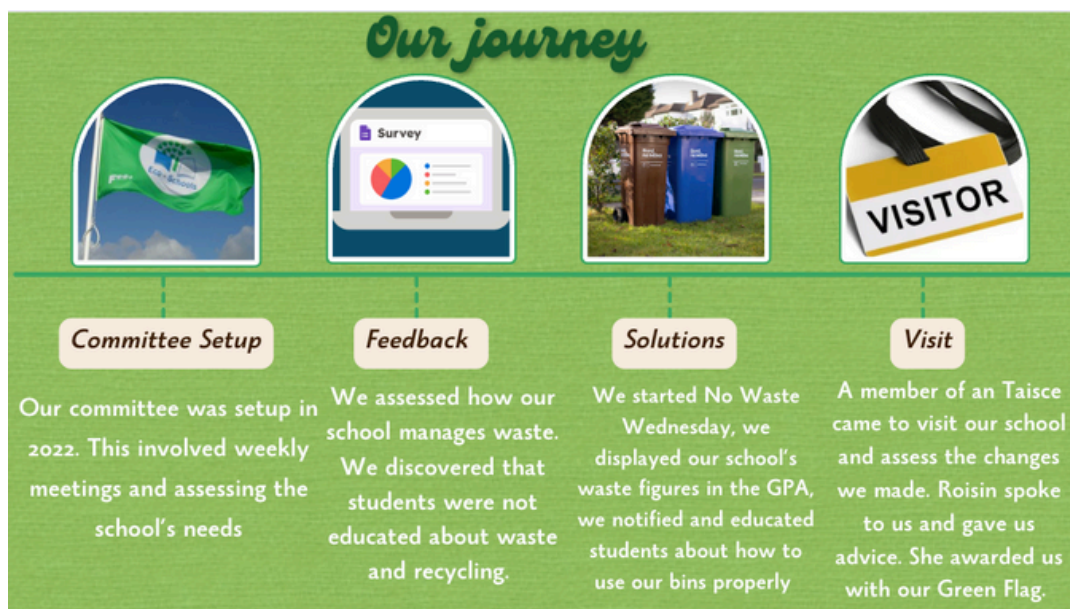 Our journey
Eco-Schools
Survey
VISITOR
Committee Setup
Our committee was setup in
2022. This involved weekly
meetings and assessing the
school's needs
Feedback
We assessed how our
school manages waste.
We discovered that
students were not
educated about waste
and recycling.
Solutions
We started No Waste
Wednesday, we
displayed our school's
waste figures in the GPA,
we notified and educated
students about how to
use our bins properly
Visit
A member of an Taisce
came to visit our school
and assess the changes
we made. Roisin spoke
to us and gave us
advice. She awarded us
with our Green Flag.